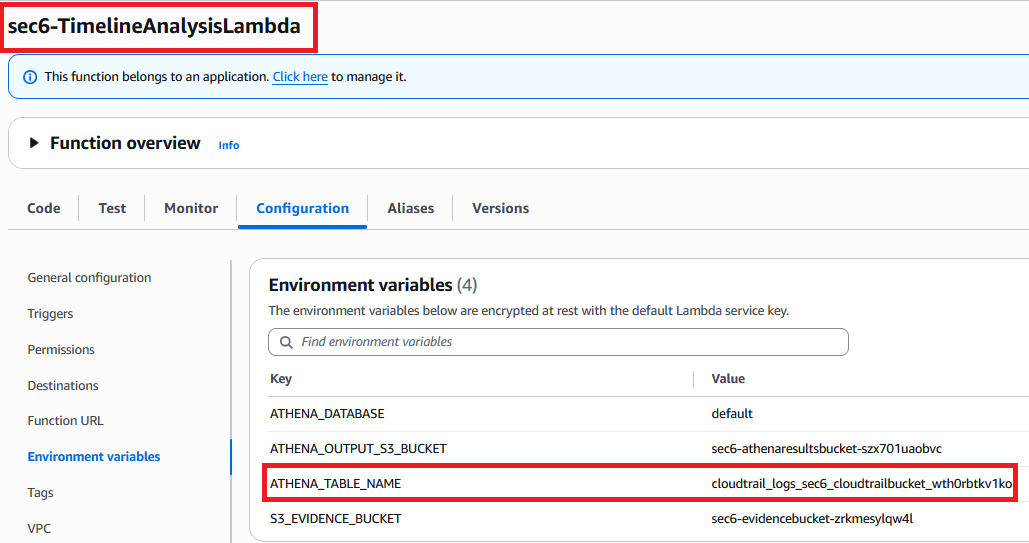 sec6-TimelineAnalysisLambda
This function belongs to an application. Click here to manage it.
Function overview Info
Code Test Monitor Configuration Aliases Versions
General configuration
Triggers
Permissions
Destinations
Function URL
Environment variables
Tags
VPC
Environment variables (4)
The environment variables below are encrypted at rest with the default Lambda service key.
Find environment variables
Key Value
ATHENA_DATABASE default
ATHENA_OUTPUT_S3_BUCKET sec6-athenaresultsbucket-szx701uaobvc
ATHENA_TABLE_NAME cloudtrail_logs_sec6_cloudtrailbucket_wth0rbtkv1ko
S3_EVIDENCE_BUCKET sec6-evidencebucket-zrkmesylqw4l